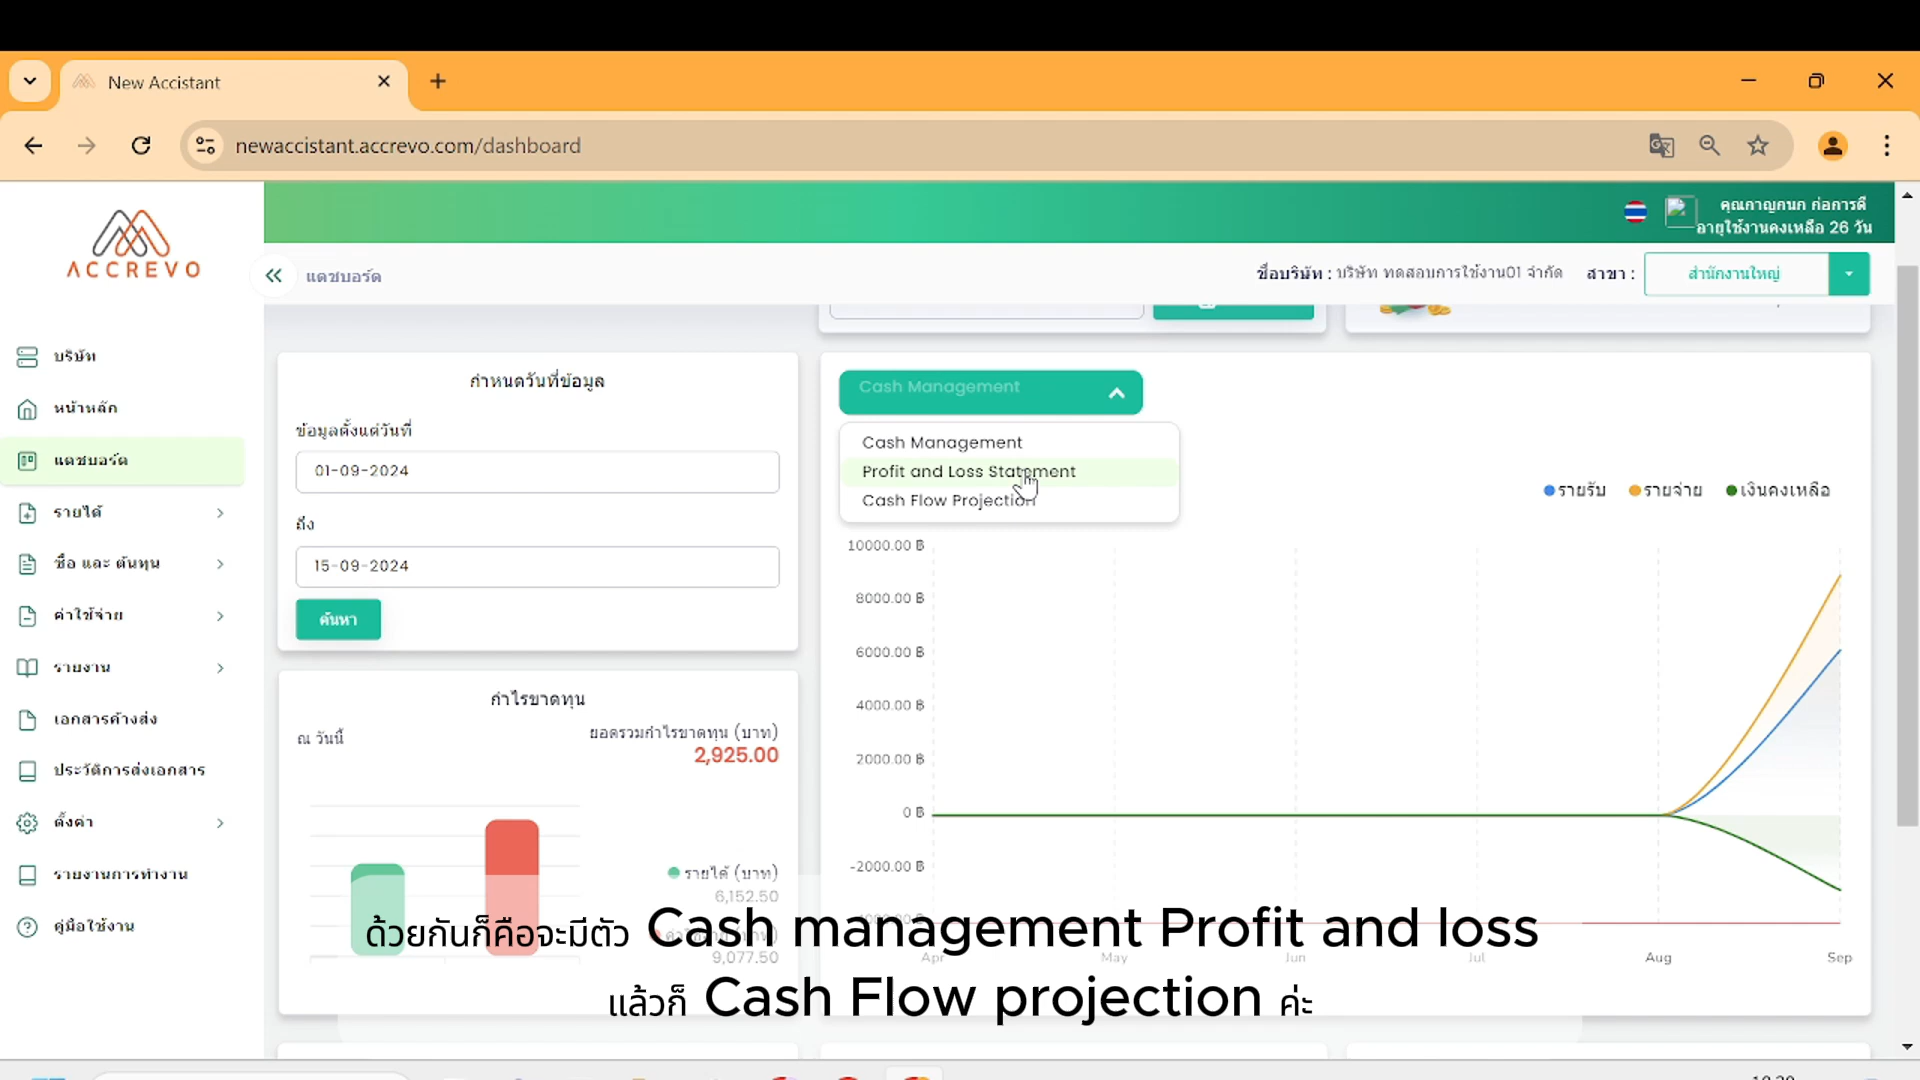 New Accistant
newaccistant.accrevo.com/dashboard
คุณกาญกนก ก่อการดี
อายุใช้งานคงเหลือ 26 วัน
ACCREVO
แดชบอร์ด
ชื่อบริษัท : บริษัท ทดสอบการใช้งาน01 จำกัด สาขา : สำนักงานใหญ่
บริษัท
หน้าหลัก
แดชบอร์ด
รายได้
ซื้อ และ ต้นทุน
ค่าใช้จ่าย
รายงาน
เอกสารค้างส่ง
ประวัติการส่งเอกสาร
ตั้งค่า
รายงานการทำงาน
คู่มือใช้งาน
กำหนดวันที่ข้อมูล
ข้อมูลตั้งแต่วันที่
01-09-2024
ถึง
15-09-2024
ค้นหา
กำไรขาดทุน
ณ วันนี้
ยอดรวมกำไรขาดทุน (บาท)
2,925.00
รายได้ (บาท)
6,152.50
9,077.50
Cash Management
Cash Management
Profit and Loss Statement
Cash Flow Projection
รายรับ รายจ่าย เงินคงเหลือ
10000.00 ฿
8000.00 ฿
6000.00 ฿
4000.00 ฿
2000.00 ฿
0 ฿
-2000.00 ฿
Apr May Jun Jul Aug Sep
ด้วยกันก็คือจะมีตัว Cash management Profit and loss
แล้วก็ Cash Flow projection ค่ะ